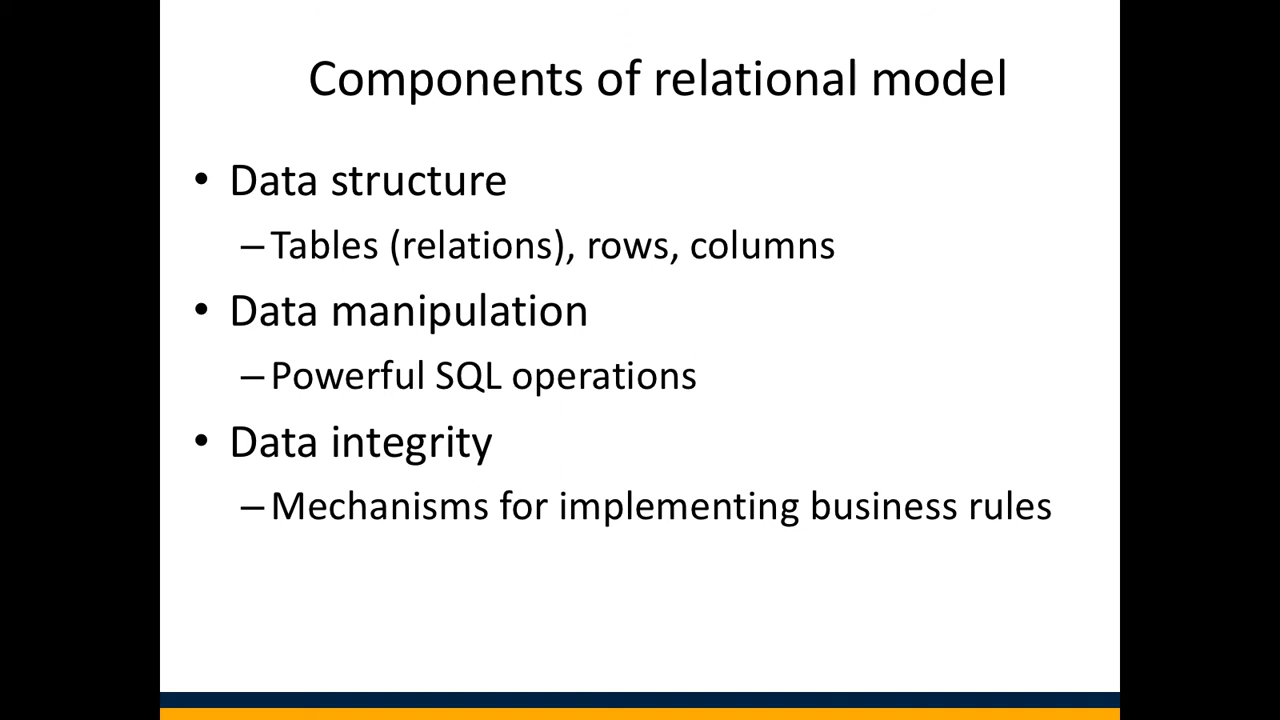 Components of relational model
• Data structure
– Tables (relations), rows, columns
• Data manipulation
– Powerful SQL operations
• Data integrity
– Mechanisms for implementing business rules